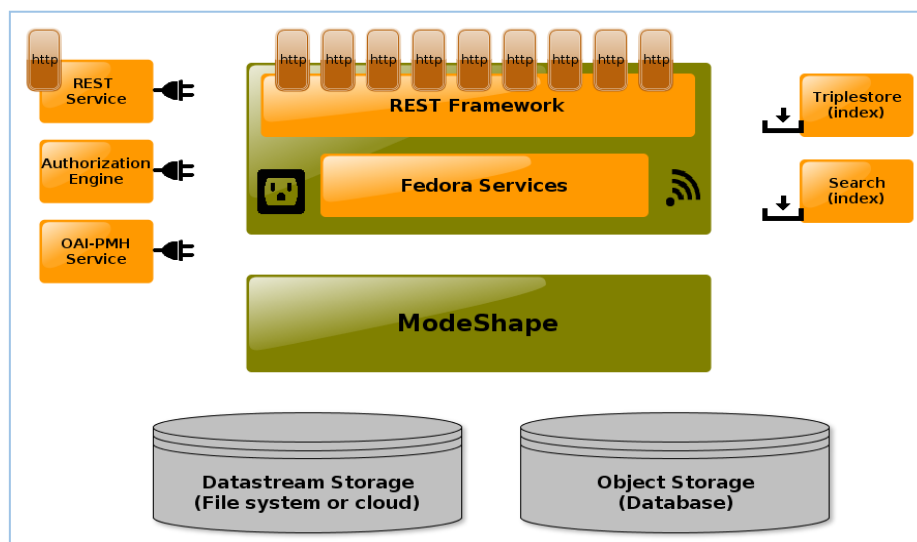 http
http http http http http http http http http
REST
Service
REST Framework
Triplestore
(index)
Authorization
Engine
Fedora Services
Search
(index)
OAI-PMH
Service
ModeShape
Datastream Storage
(File system or cloud)
Object Storage
(Database)